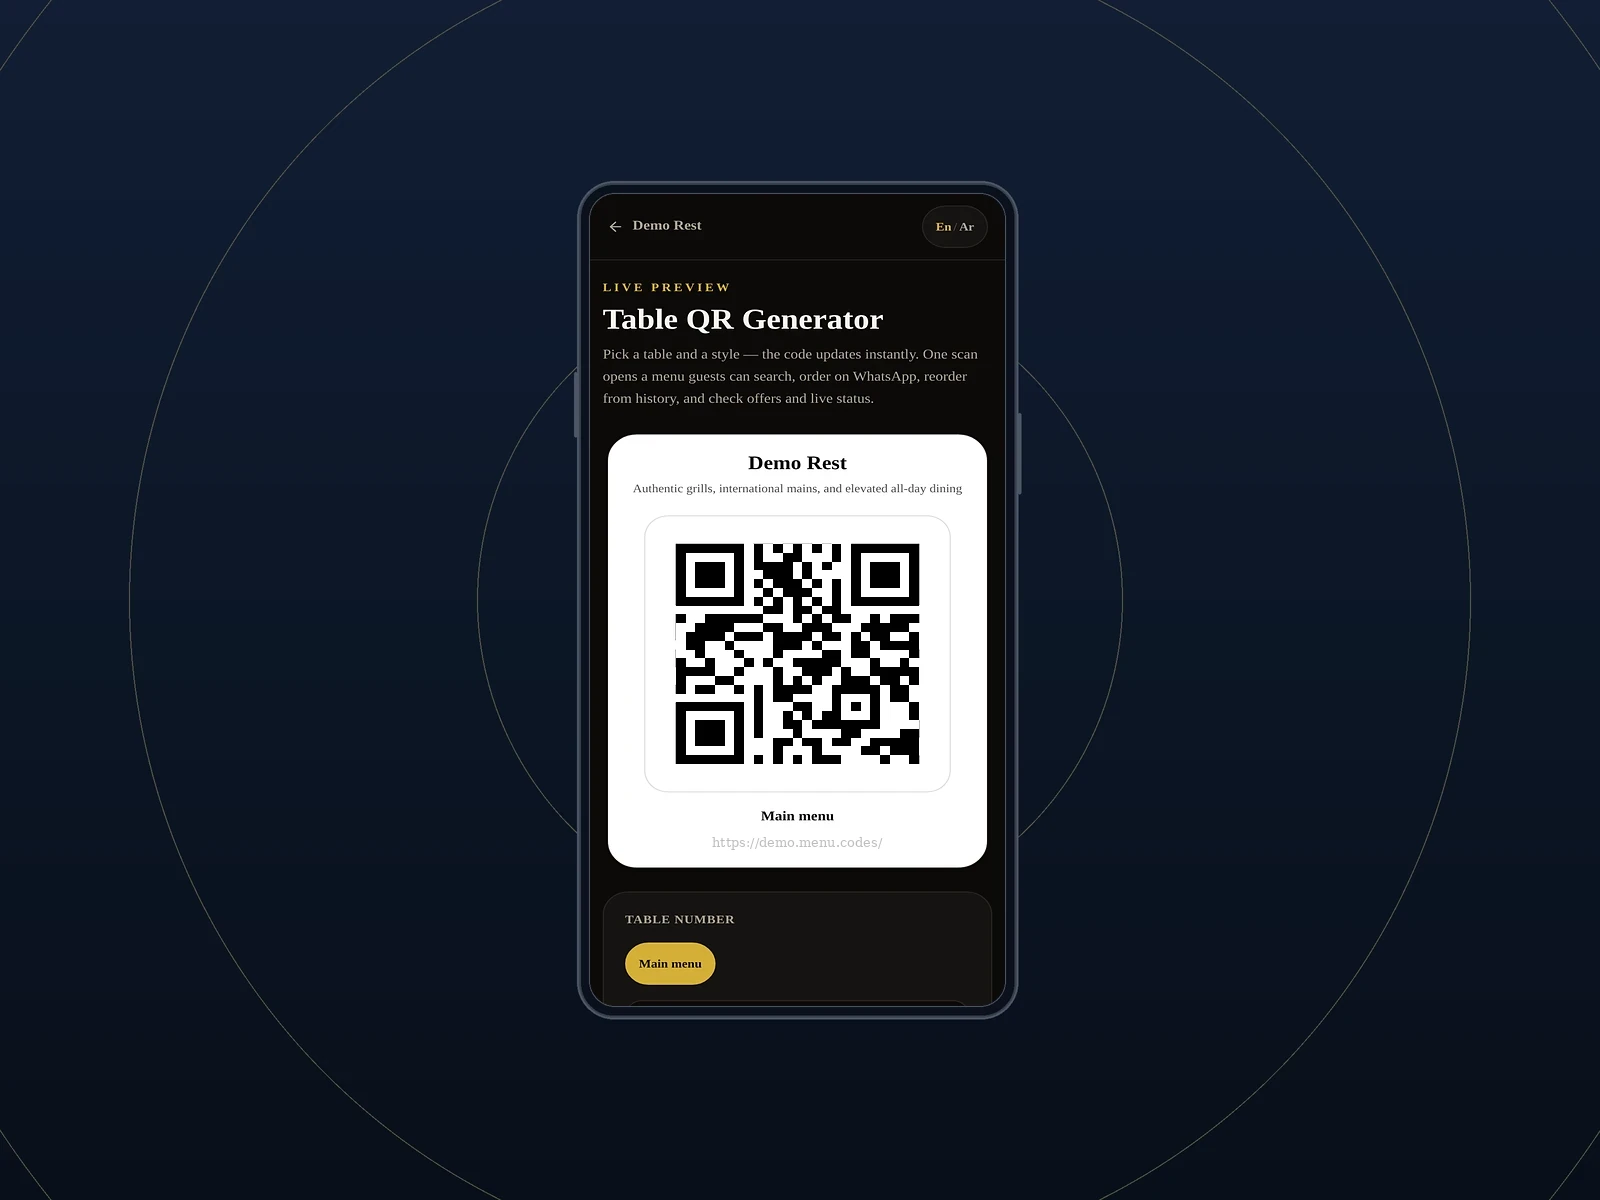 Demo Rest
En / Ar
LIVE PREVIEW
Table QR Generator
Pick a table and a style — the code updates instantly. One scan
opens a menu guests can search, order on WhatsApp, reorder
from history, and check offers and live status.
Demo Rest
Authentic grills, international mains, and elevated all-day dining
Main menu
https://demo.menu.codes/
TABLE NUMBER
Main menu